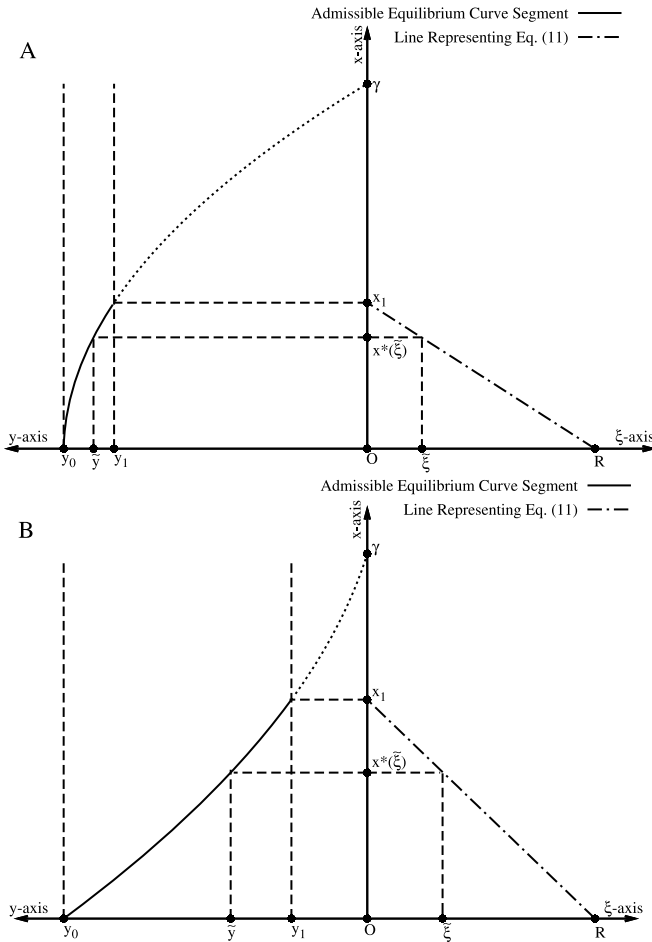 Admissible Equilibrium Curve Segment
Line Representing Eq. (11)
A
x-axis
γ
x₁
x*(ξ̃)
y-axis
ξ-axis
y₀ ỹ y₁ O ξ̃ R
Admissible Equilibrium Curve Segment
Line Representing Eq. (11)
B
x-axis
γ
x₁
x*(ξ̃)
y-axis
ξ-axis
y₀ ỹ y₁ O ξ̃ R